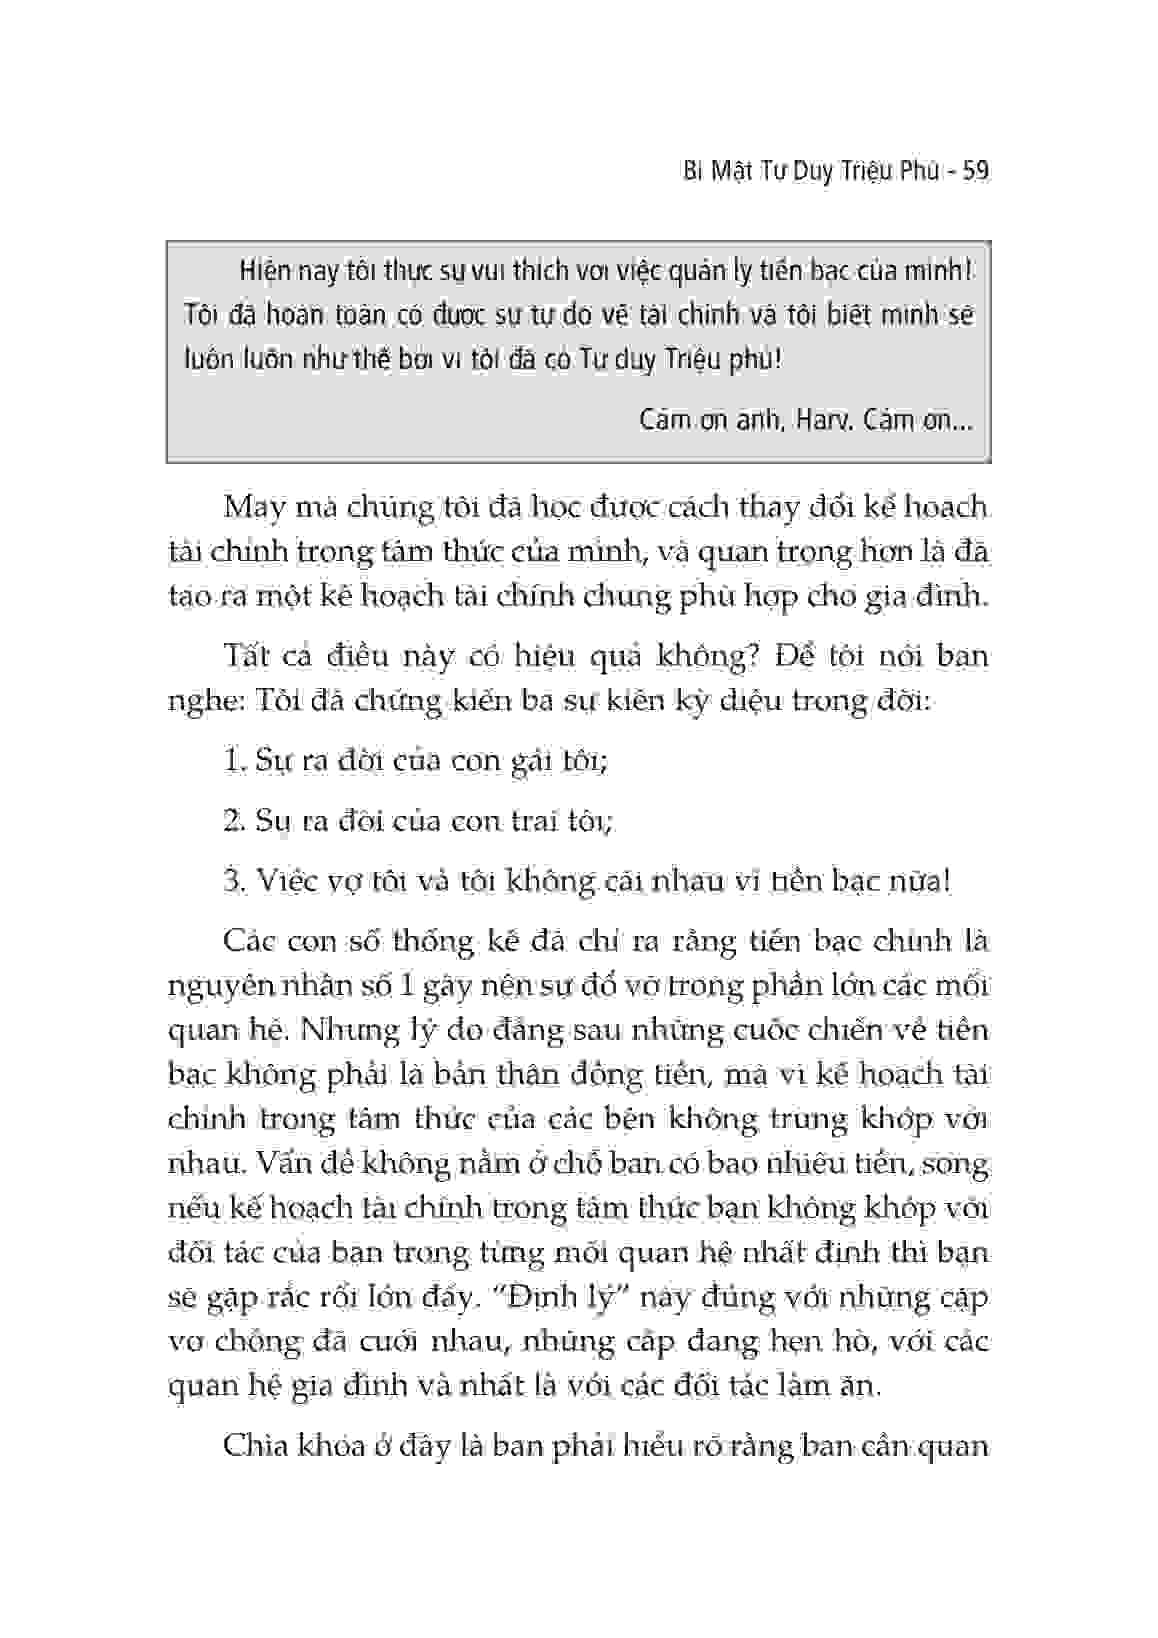 Bí Mật Tư Duy Triệu Phú - 59
Hiện nay tôi thực sự vui thích với việc quản lý tiền bạc của mình!
Tôi đã hoàn toàn có được sự tự do về tài chính và tôi biết mình sẽ
luôn luôn như thế bởi vì tôi đã có Tư duy Triệu phú!
Cám ơn anh, Harv. Cám ơn...
May mà chúng tôi đã học được cách thay đổi kế hoạch
tài chính trong tâm thức của mình, và quan trọng hơn là đã
tạo ra một kế hoạch tài chính chung phù hợp cho gia đình.
Tất cả điều này có hiệu quả không? Để tôi nói bạn
nghe: Tôi đã chứng kiến ba sự kiện kỳ diệu trong đời:
1. Sự ra đời của con gái tôi;
2. Sự ra đời của con trai tôi;
3. Việc vợ tôi và tôi không cãi nhau vì tiền bạc nữa!
Các con số thống kê đã chỉ ra rằng tiền bạc chính là
nguyên nhân số 1 gây nên sự đổ vỡ trong phần lớn các mối
quan hệ. Nhưng lý do đằng sau những cuộc chiến về tiền
bạc không phải là bản thân đồng tiền, mà vì kế hoạch tài
chính trong tâm thức của các bên không trùng khớp với
nhau. Vấn đề không nằm ở chỗ bạn có bao nhiêu tiền, song
nếu kế hoạch tài chính trong tâm thức bạn không khớp với
đối tác của bạn trong từng mối quan hệ nhất định thì bạn
sẽ gặp rắc rối lớn đấy. “Định lý” này đúng với những cặp
vợ chồng đã cưới nhau, những cặp đang hẹn hò, với các
quan hệ gia đình và nhất là với các đối tác làm ăn.
Chìa khóa ở đây là bạn phải hiểu rõ rằng bạn cần quan